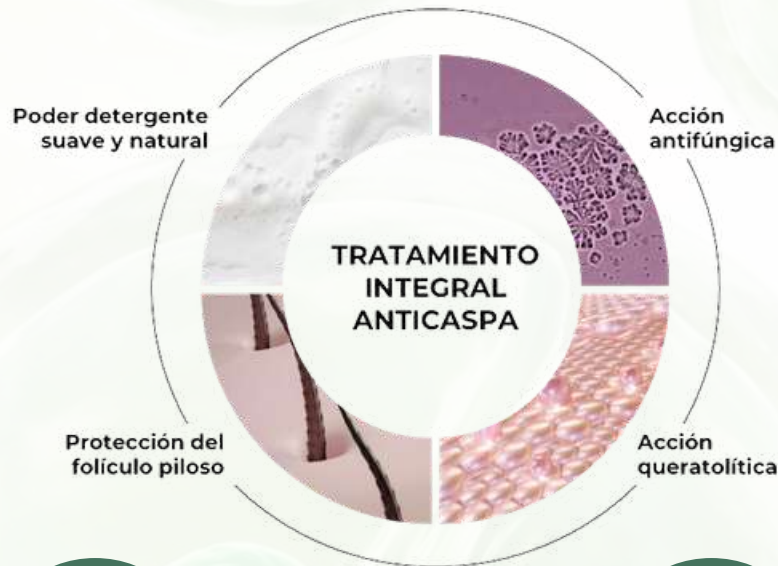 Poder detergente
suave y natural
Acción
antifúngica
TRATAMIENTO
INTEGRAL
ANTICASPA
Protección del
folículo piloso
Acción
queratolítica